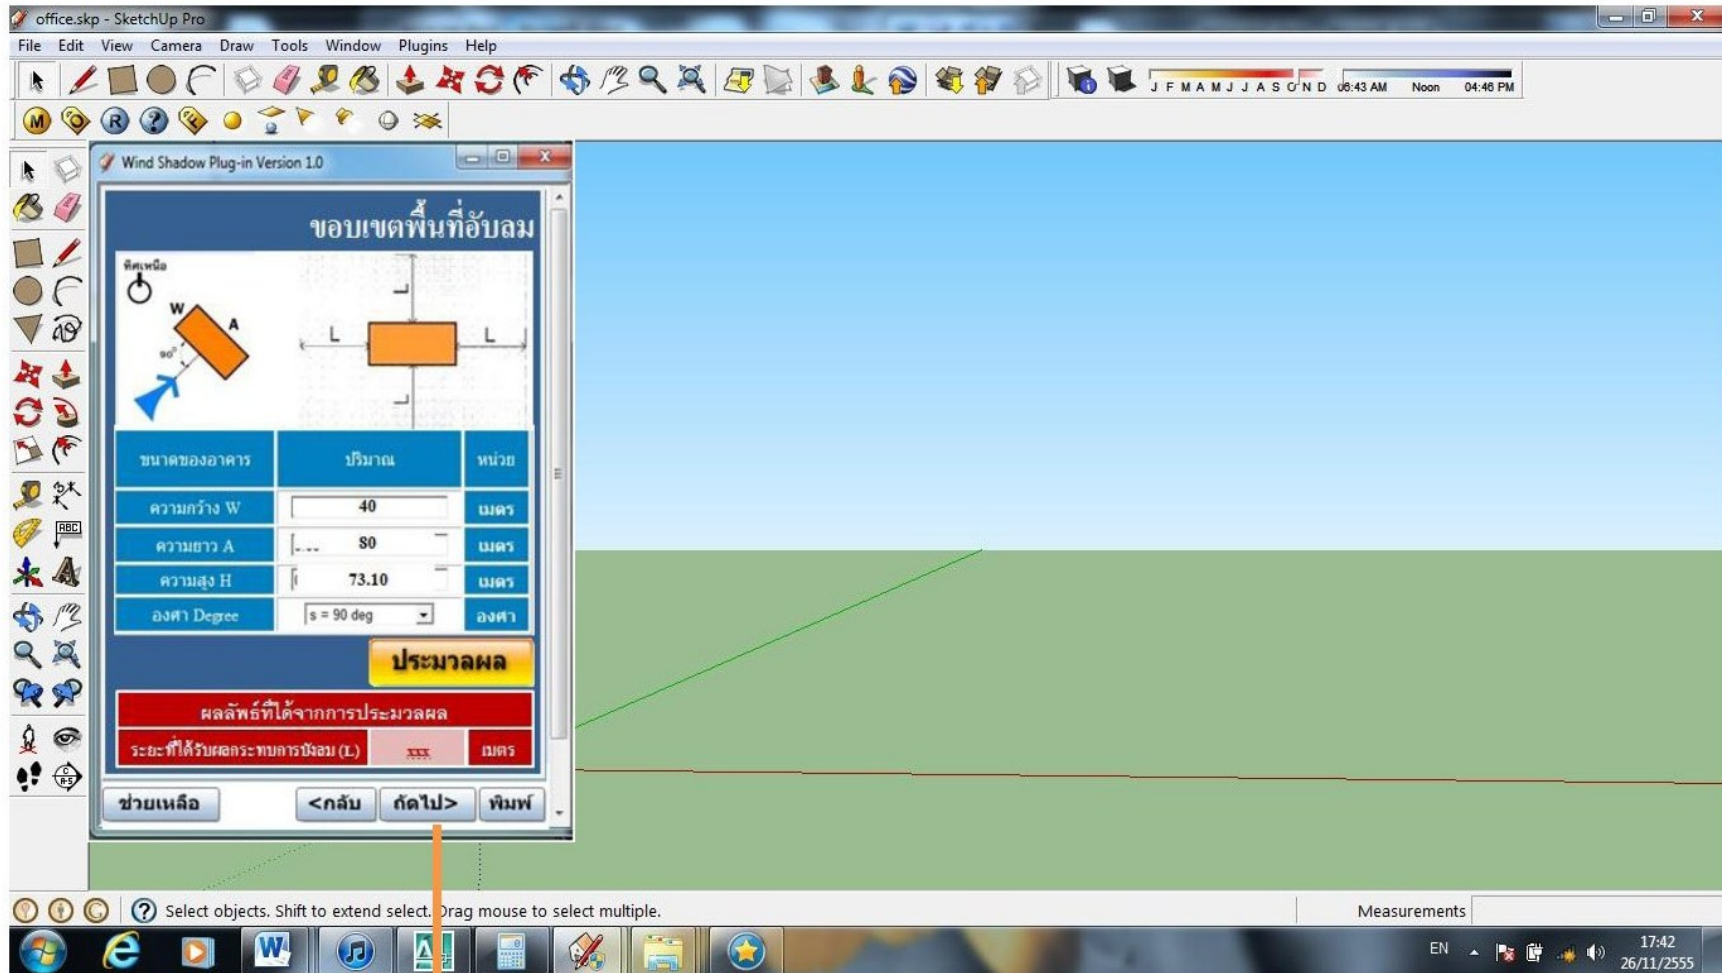 office.skp - SketchUp Pro
File Edit View Camera Draw Tools Window Plugins Help
J F M A M J J A S O N D 06:43 AM Noon 04:46 PM
M R ?
Wind Shadow Plug-in Version 1.0
ขอบเขตพื้นที่อับลม
ทิศเหนือ
W
A
90°
L
L
L
L
ขนาดของอาคาร ปริมาณ หน่วย
ความกว้าง W 40 เมตร
ความยาว A 80 เมตร
ความสูง H 73.10 เมตร
องศา Degree s = 90 deg องศา
ประมวลผล
ผลลัพธ์ที่ได้จากการประมวลผล
ระยะที่ได้รับผลกระทบการบังลม (L) xxx เมตร
ช่วยเหลือ <กลับ ถัดไป> พิมพ์
ABC
Select objects. Shift to extend select. Drag mouse to select multiple.
Measurements
EN
17:42
26/11/2555